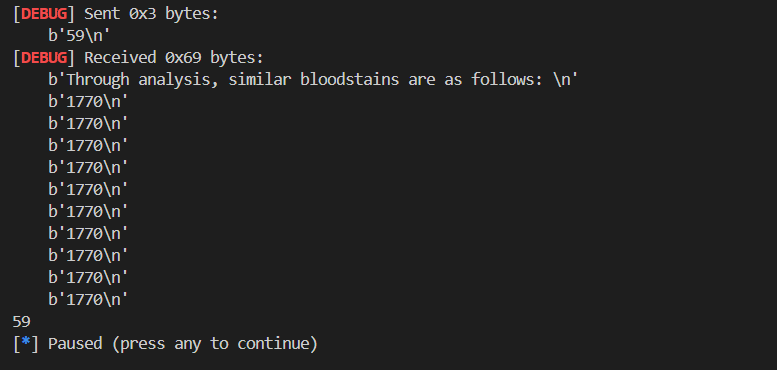 [DEBUG] Sent 0x3 bytes:
    b'59\n'
[DEBUG] Received 0x69 bytes:
    b'Through analysis, similar bloodstains are as follows: \n'
    b'1770\n'
    b'1770\n'
    b'1770\n'
    b'1770\n'
    b'1770\n'
    b'1770\n'
    b'1770\n'
    b'1770\n'
    b'1770\n'
    b'1770\n'
59
[*] Paused (press any to continue)